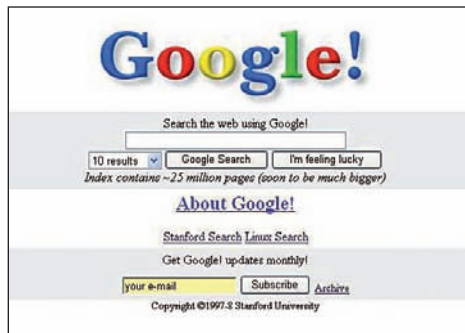 Google!
Search the web using Google!
10 results Google Search I'm feeling lucky
Index contains ~25 million pages (soon to be much bigger)
About Google!
Stanford Search Linux Search
Get Google! updates monthly!
your e-mail Subscribe Archive
Copyright ©1997-8 Stanford University